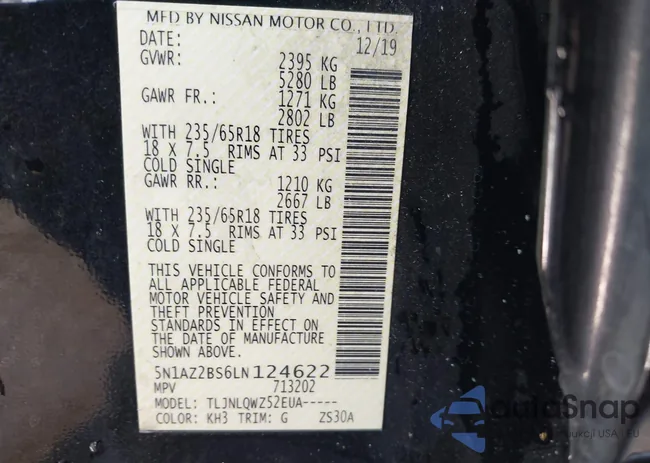 MFD BY NISSAN MOTOR CO., LTD.
DATE: 12/19
GVWR: 2395 KG
5280 LB
GAWR FR.: 1271 KG
2802 LB
WITH 235/65R18 TIRES
18 X 7.5 RIMS AT 33 PSI
COLD SINGLE
GAWR RR.: 1210 KG
2667 LB
WITH 235/65R18 TIRES
18 X 7.5 RIMS AT 33 PSI
COLD SINGLE
THIS VEHICLE CONFORMS TO
ALL APPLICABLE FEDERAL
MOTOR VEHICLE SAFETY AND
THEFT PREVENTION
STANDARDS IN EFFECT ON
THE DATE OF MANUFACTURE
SHOWN ABOVE.
5N1AZ2BS6LN124622
MPV 713202
MODEL: TLJNLQWZ52EUA-----
COLOR: KH3 TRIM: G ZS30A
AutoSnap
USA, EU